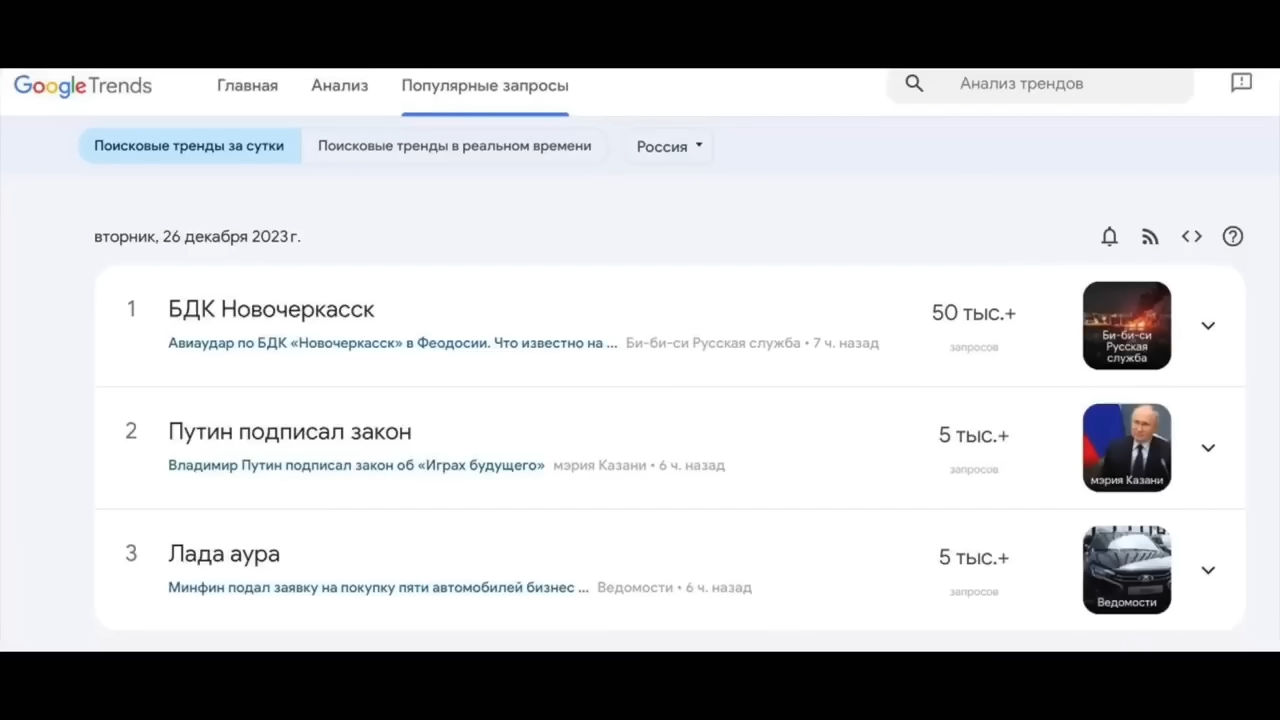 Google Trends
Главная Анализ Популярные запросы Анализ трендов
Поисковые тренды за сутки Поисковые тренды в реальном времени Россия
вторник, 26 декабря 2023 г.
1 БДК Новочеркасск 50 тыс.+
Авиаудар по БДК «Новочеркасск» в Феодосии. Что известно на ... Би-би-си Русская служба • 7 ч. назад запросов
Би-би-си
Русская
служба
2 Путин подписал закон 5 тыс.+
Владимир Путин подписал закон об «Играх будущего» мэрия Казани • 6 ч. назад запросов
мэрия Казани
3 Лада аура 5 тыс.+
Минфин подал заявку на покупку пяти автомобилей бизнес ... Ведомости • 6 ч. назад запросов
Ведомости